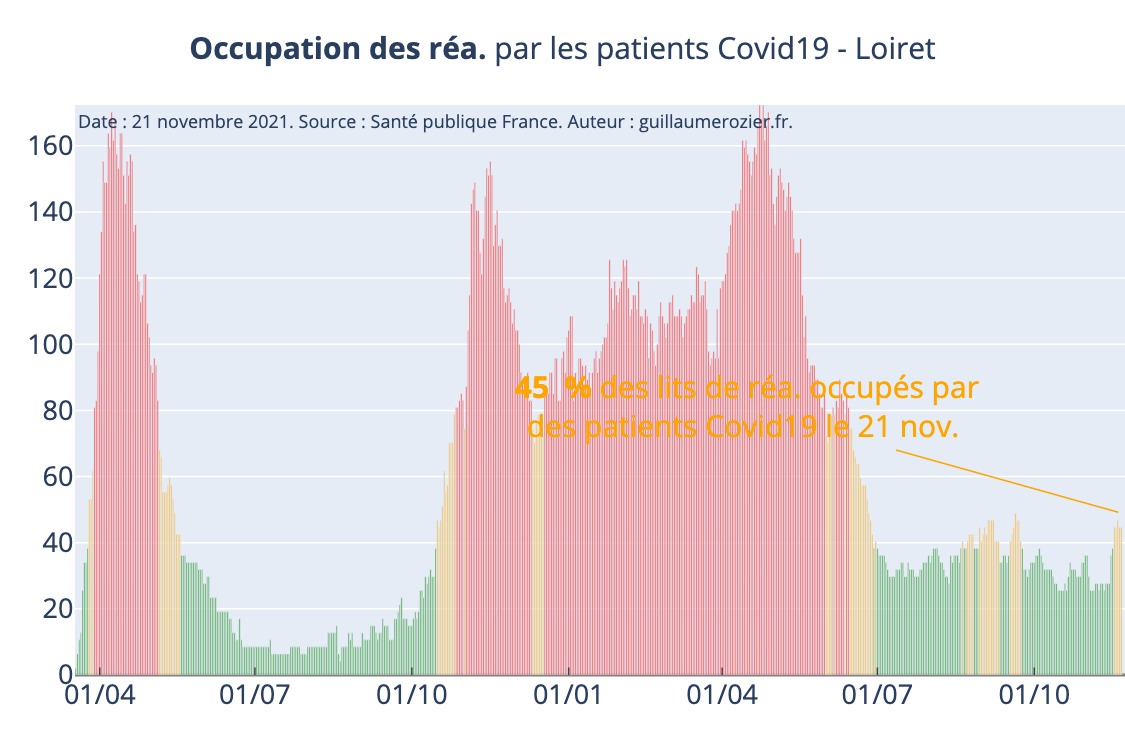 Occupation des réa. par les patients Covid19 - Loiret
Date : 21 novembre 2021. Source : Santé publique France. Auteur : guillaumerozier.fr.
160
140
120
100
80
60
40
20
0
45 % des lits de réa. occupés par
des patients Covid19 le 21 nov.
01/04 01/07 01/10 01/01 01/04 01/07 01/10